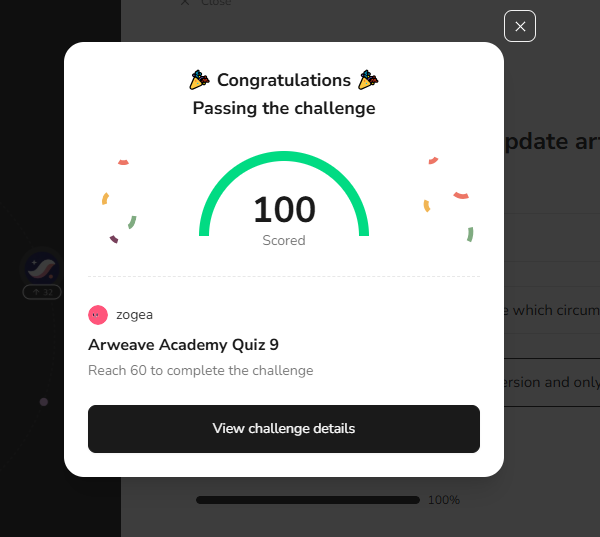 Close
Congratulations
Passing the challenge
pdate ar
100
Scored
32
e which circum
zogea
Arweave Academy Quiz 9
Reach 60 to complete the challenge
ersion and only
View challenge details
100%